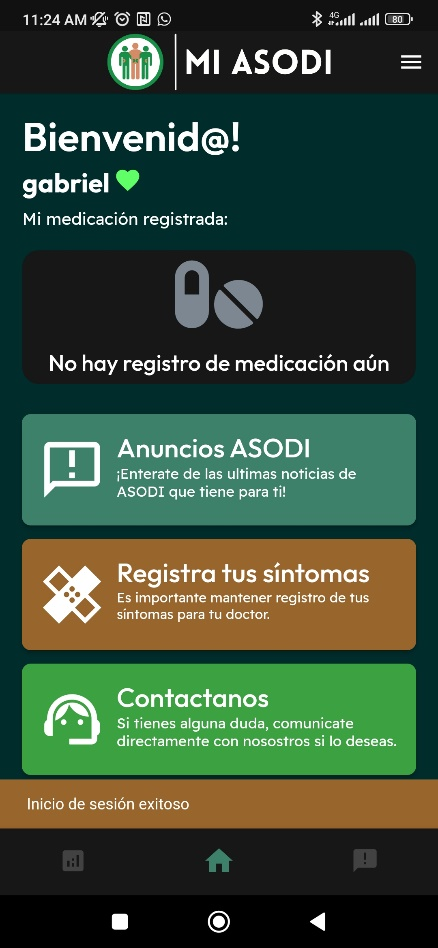 11:24 AM 4G 80
MI ASODI
Bienvenid@!
gabriel
Mi medicación registrada:
No hay registro de medicación aún
Anuncios ASODI
¡Enterate de las ultimas noticias de
ASODI que tiene para ti!
Registra tus síntomas
Es importante mantener registro de tus
síntomas para tu doctor.
Contactanos
Si tienes alguna duda, comunicate
directamente con nosostros si lo deseas.
Inicio de sesión exitoso